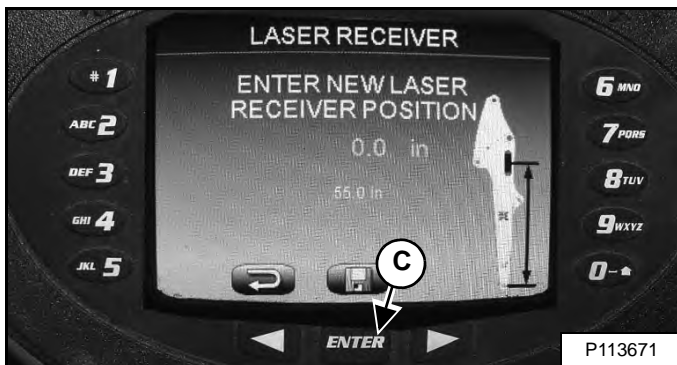 LASER RECEIVER
ENTER NEW LASER
RECEIVER POSITION
0.0 in
55.0 in
# 1
ABC 2
DEF 3
GHI 4
JKL 5
6 MNO
7 PQRS
8 TUV
9 WXYZ
0-
C
ENTER
P113671